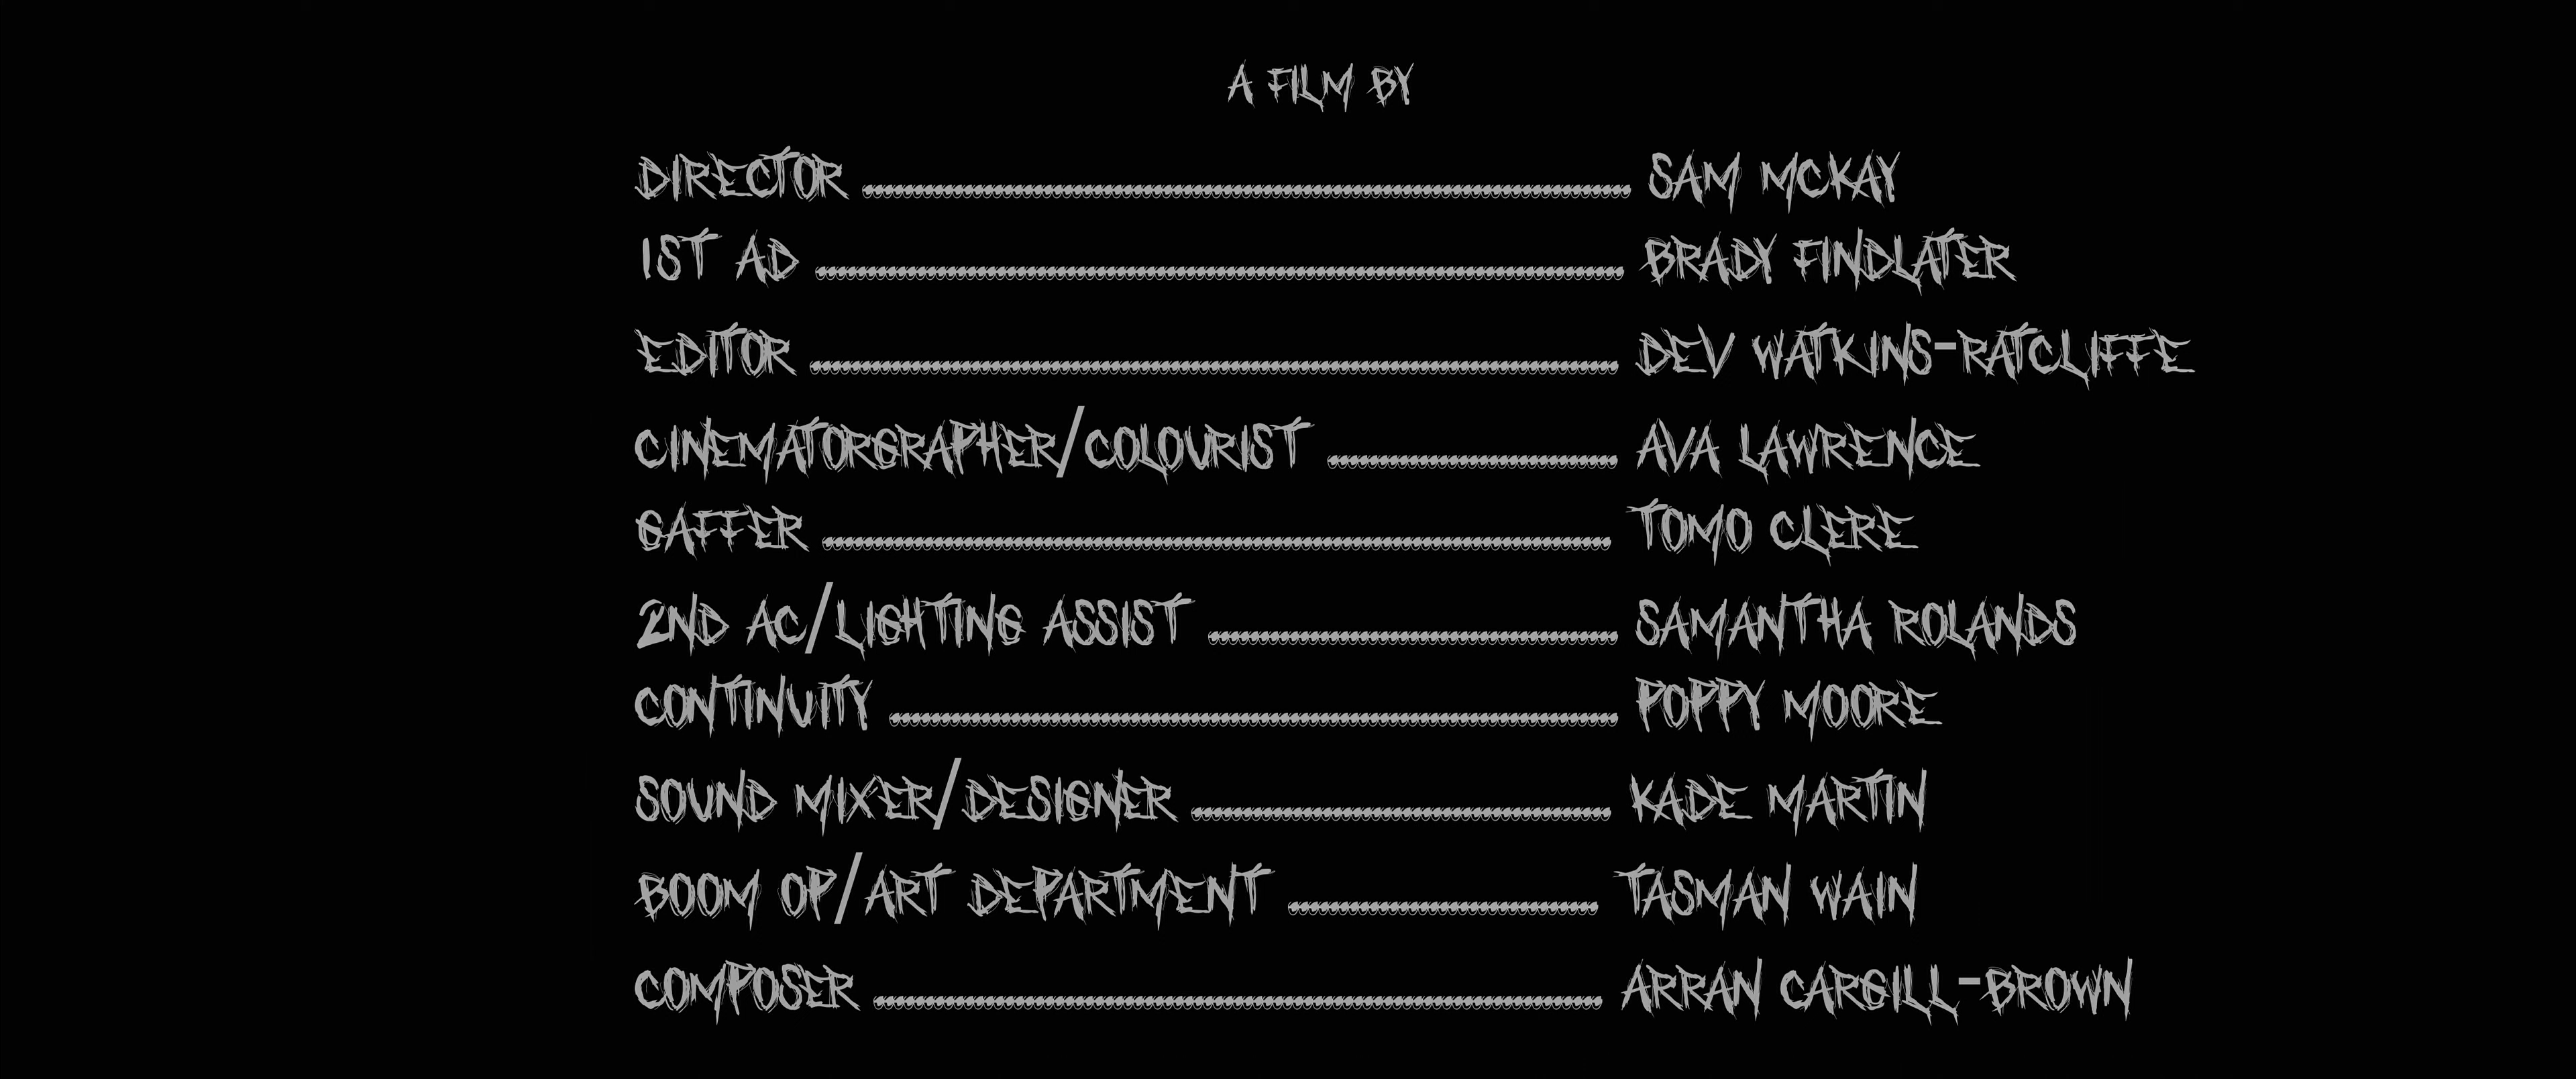 A FILM BY
DIRECTOR ........................................ SAM MCKAY
1ST AD ........................................ BRADY FINDLATER
EDITOR ........................................ DEV WATKINS-RATCLIFFE
CINEMATORGRAPHER/COLOURIST ............... AVA LAWRENCE
GAFFER ........................................ TOMO CLERE
2ND AC/LIGHTING ASSIST ..................... SAMANTHA ROLANDS
CONTINUITY ..................................... POPPY MOORE
SOUND MIXER/DESIGNER ...................... KADE MARTIN
BOOM OP/ART DEPARTMENT ................ TASMAN WAIN
COMPOSER ..................................... ARRAN CARGILL-BROWN